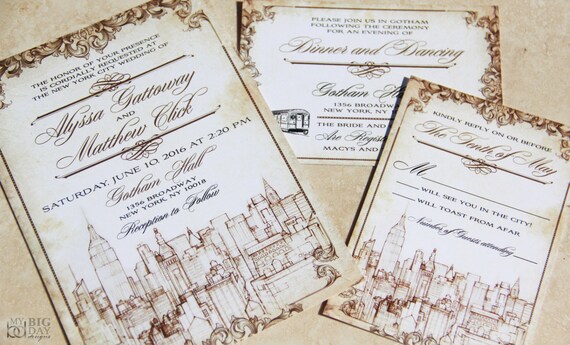 THE HONOR OF YOUR PRESENCE
IS CORDIALLY REQUESTED AT
THE NEW YORK CITY WEDDING OF
Alyssa Gattoway
AND
Matthew Click
SATURDAY, JUNE 10, 2016 AT 2:20 PM
Gotham Hall
1356 BROADWAY
NEW YORK, NY 10018
Reception to Follow
PLEASE JOIN US IN GOTHAM
FOLLOWING THE CEREMONY
FOR AN EVENING OF
Dinner and Dancing
Gotham Ha
1356 BROADW
NEW YORK, NY
THE BRIDE AND
Are Regist
MACYS AND
KINDLY REPLY ON OR BEFORE
The Tenth of May
M
WILL SEE YOU IN THE CITY!
WILL TOAST FROM AFAR
Number of Guests attending
MY BIG
DAY
designs